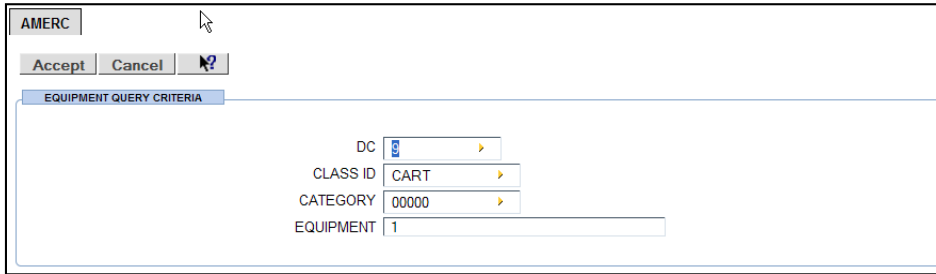 AMERC
Accept Cancel ?
EQUIPMENT QUERY CRITERIA
DC 9
CLASS ID CART
CATEGORY 00000
EQUIPMENT 1